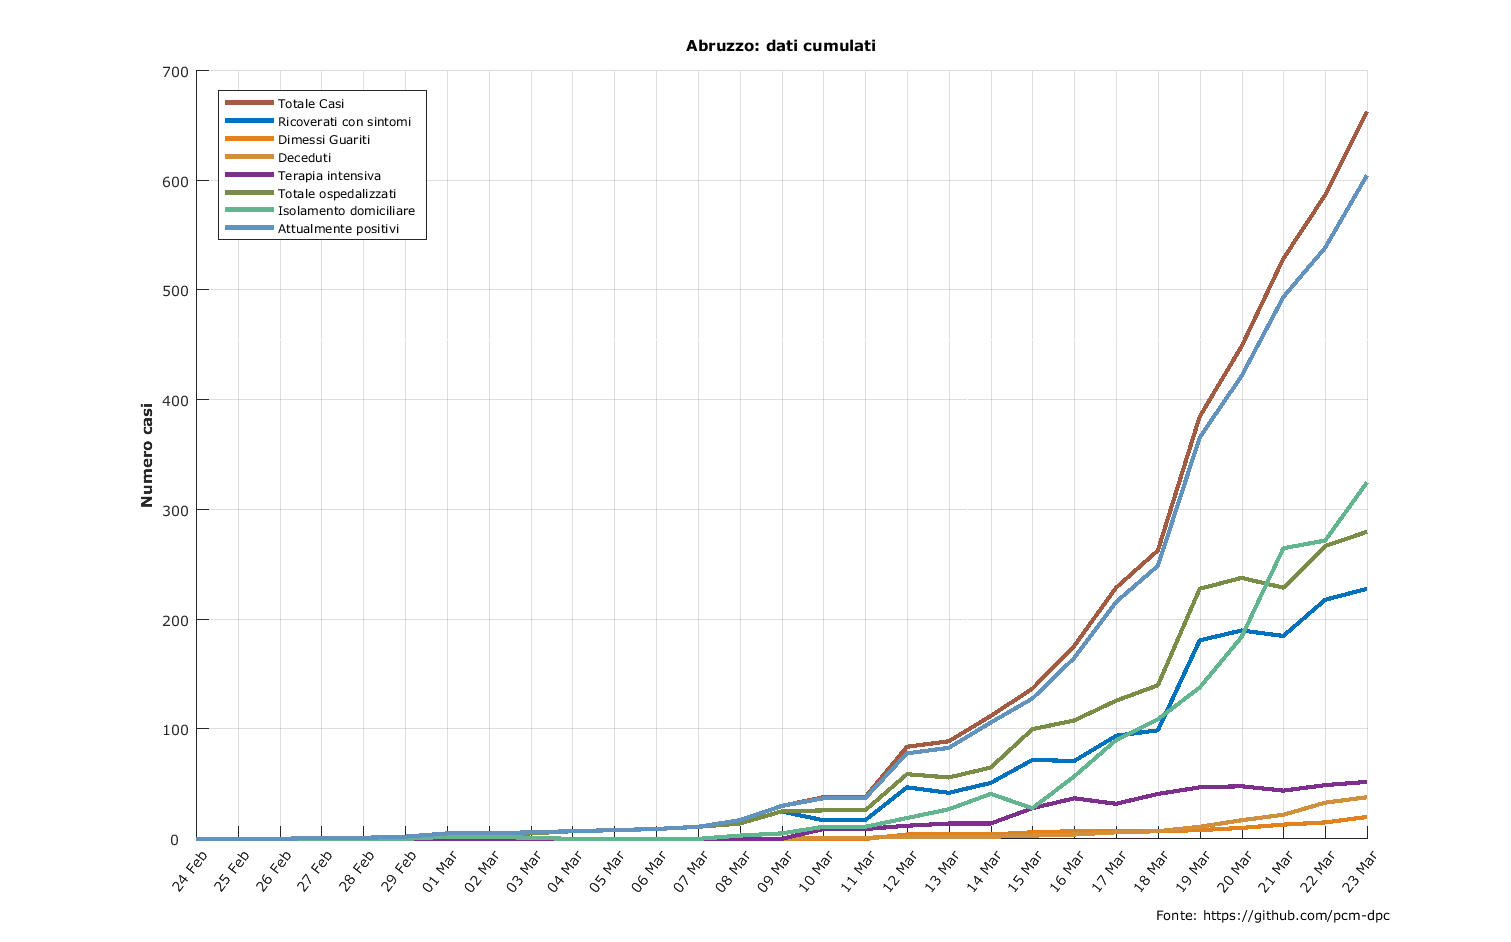 Abruzzo: dati cumulati
700
600
500
400
300
200
100
0
Numero casi
Totale Casi
Ricoverati con sintomi
Dimessi Guariti
Deceduti
Terapia intensiva
Totale ospedalizzati
Isolamento domiciliare
Attualmente positivi
24 Feb
25 Feb
26 Feb
27 Feb
28 Feb
29 Feb
01 Mar
02 Mar
03 Mar
04 Mar
05 Mar
06 Mar
07 Mar
08 Mar
09 Mar
10 Mar
11 Mar
12 Mar
13 Mar
14 Mar
15 Mar
16 Mar
17 Mar
18 Mar
19 Mar
20 Mar
21 Mar
22 Mar
23 Mar
Fonte: https://github.com/pcm-dpc